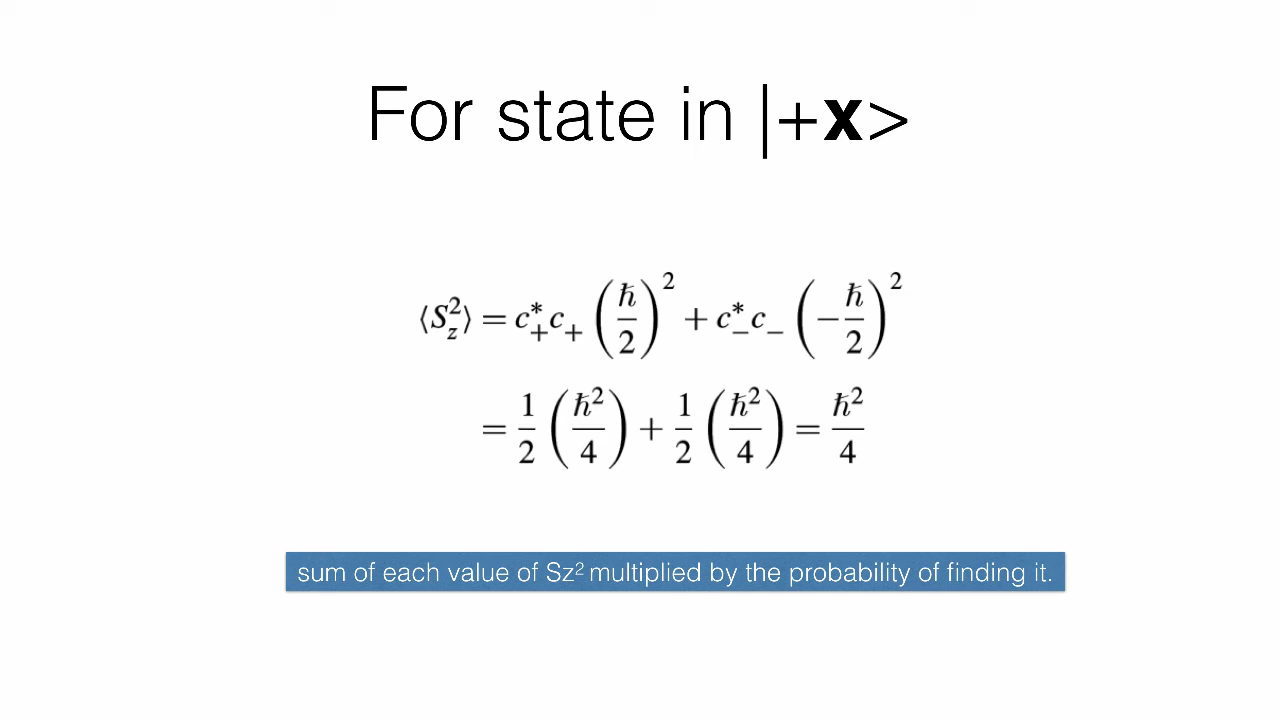 For state in |+x>
⟨S_z^2⟩ = c_+^* c_+ (ħ/2)^2 + c_-^* c_- (−ħ/2)^2
= 1/2 (ħ^2/4) + 1/2 (ħ^2/4) = ħ^2/4
sum of each value of Sz² multiplied by the probability of finding it.